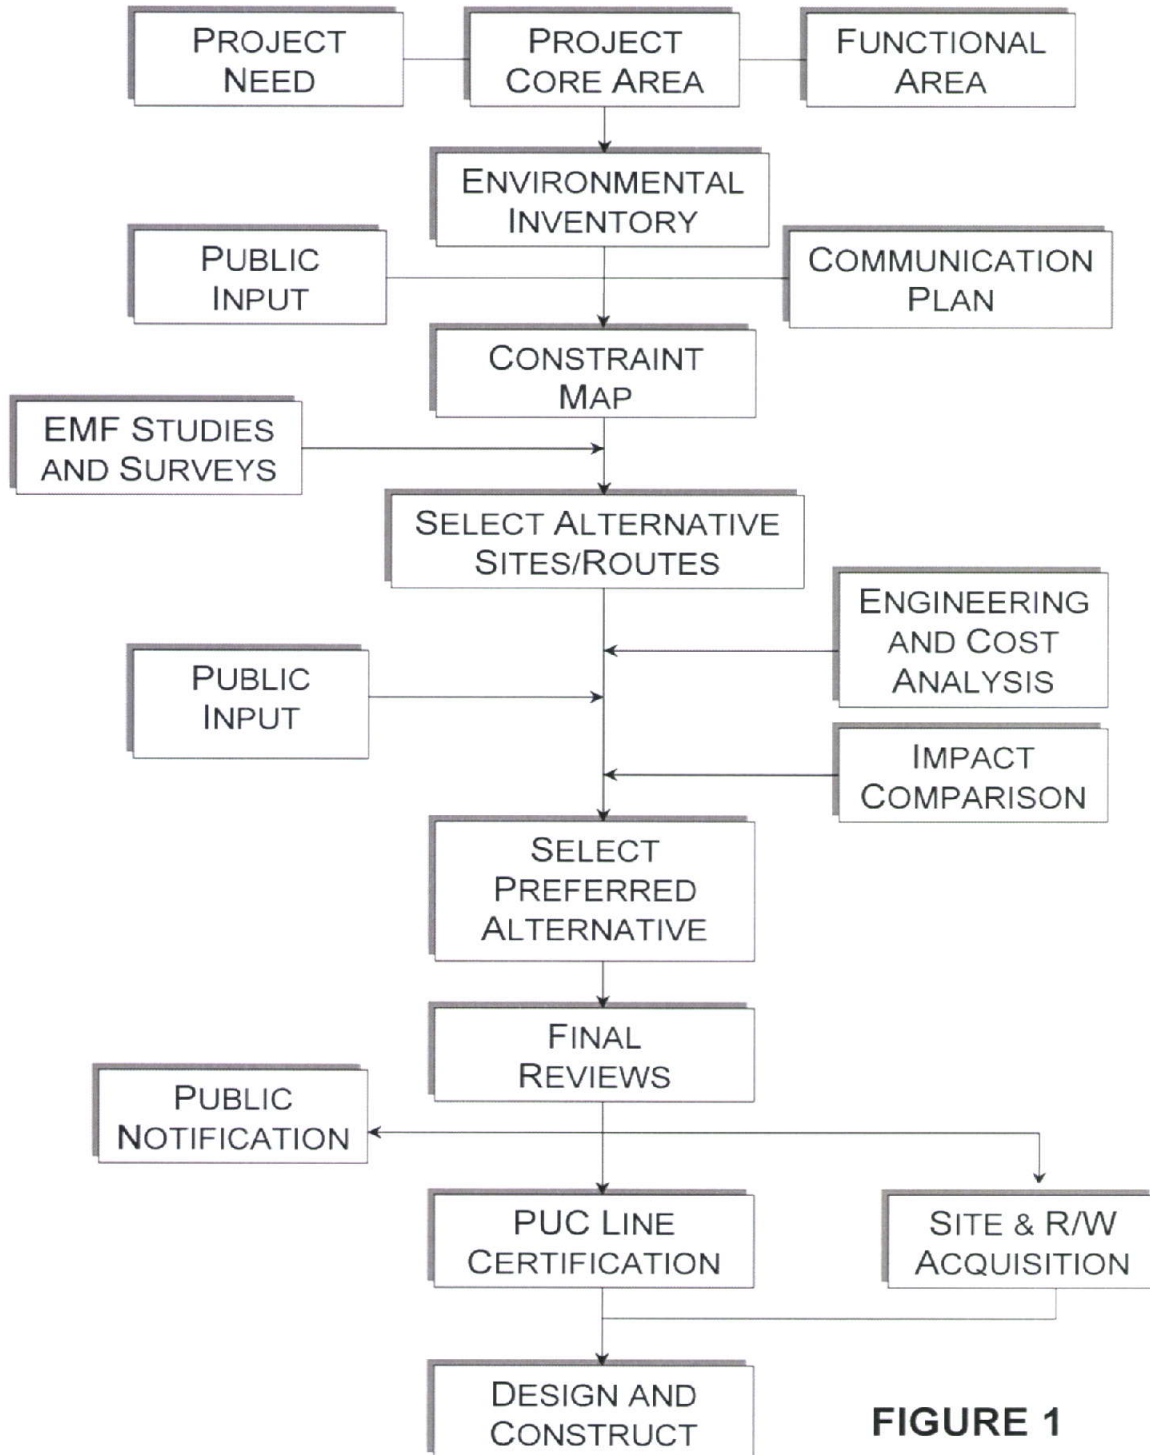 PROJECT
NEED
PROJECT
CORE AREA
FUNCTIONAL
AREA
ENVIRONMENTAL
INVENTORY
PUBLIC
INPUT
COMMUNICATION
PLAN
CONSTRAINT
MAP
EMF STUDIES
AND SURVEYS
SELECT ALTERNATIVE
SITES/ROUTES
ENGINEERING
AND COST
ANALYSIS
PUBLIC
INPUT
IMPACT
COMPARISON
SELECT
PREFERRED
ALTERNATIVE
FINAL
REVIEWS
PUBLIC
NOTIFICATION
PUC LINE
CERTIFICATION
SITE & R/W
ACQUISITION
DESIGN AND
CONSTRUCT
FIGURE 1